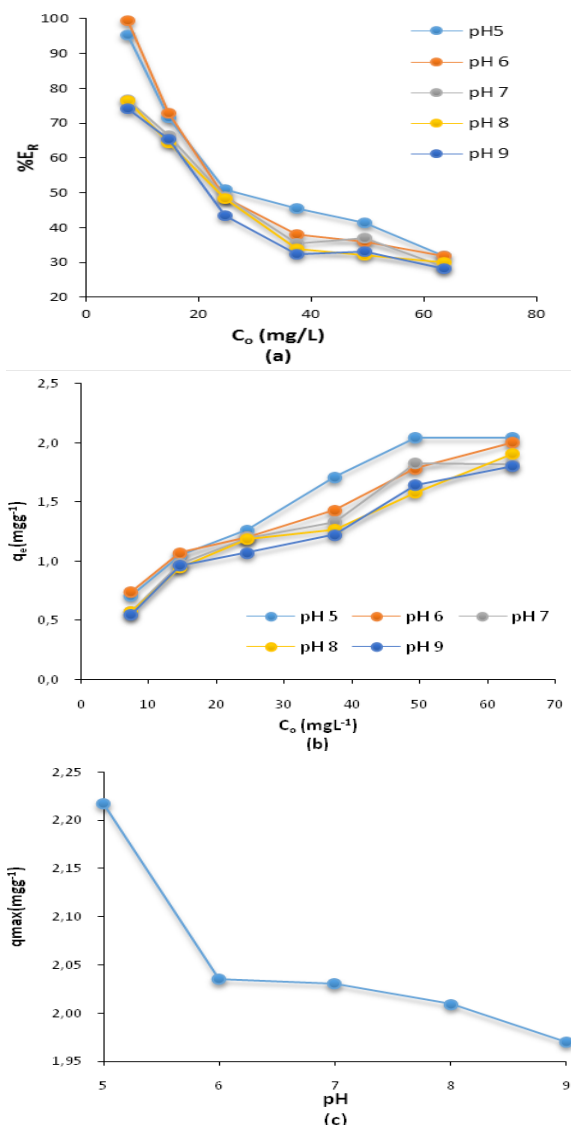 100
90
80
70
60
50
40
30
20
%E_R
pH5
pH 6
pH 7
pH 8
pH 9
0 20 40 60 80
C_o (mg/L)
(a)
2,5
2,0
1,5
1,0
0,5
0,0
q_e(mgg⁻¹)
pH 5 pH 6 pH 7
pH 8 pH 9
0 10 20 30 40 50 60 70
C_o (mgL⁻¹)
(b)
2,25
2,20
2,15
2,10
2,05
2,00
1,95
qmax(mgg⁻¹)
5 6 7 8 9
pH
(c)